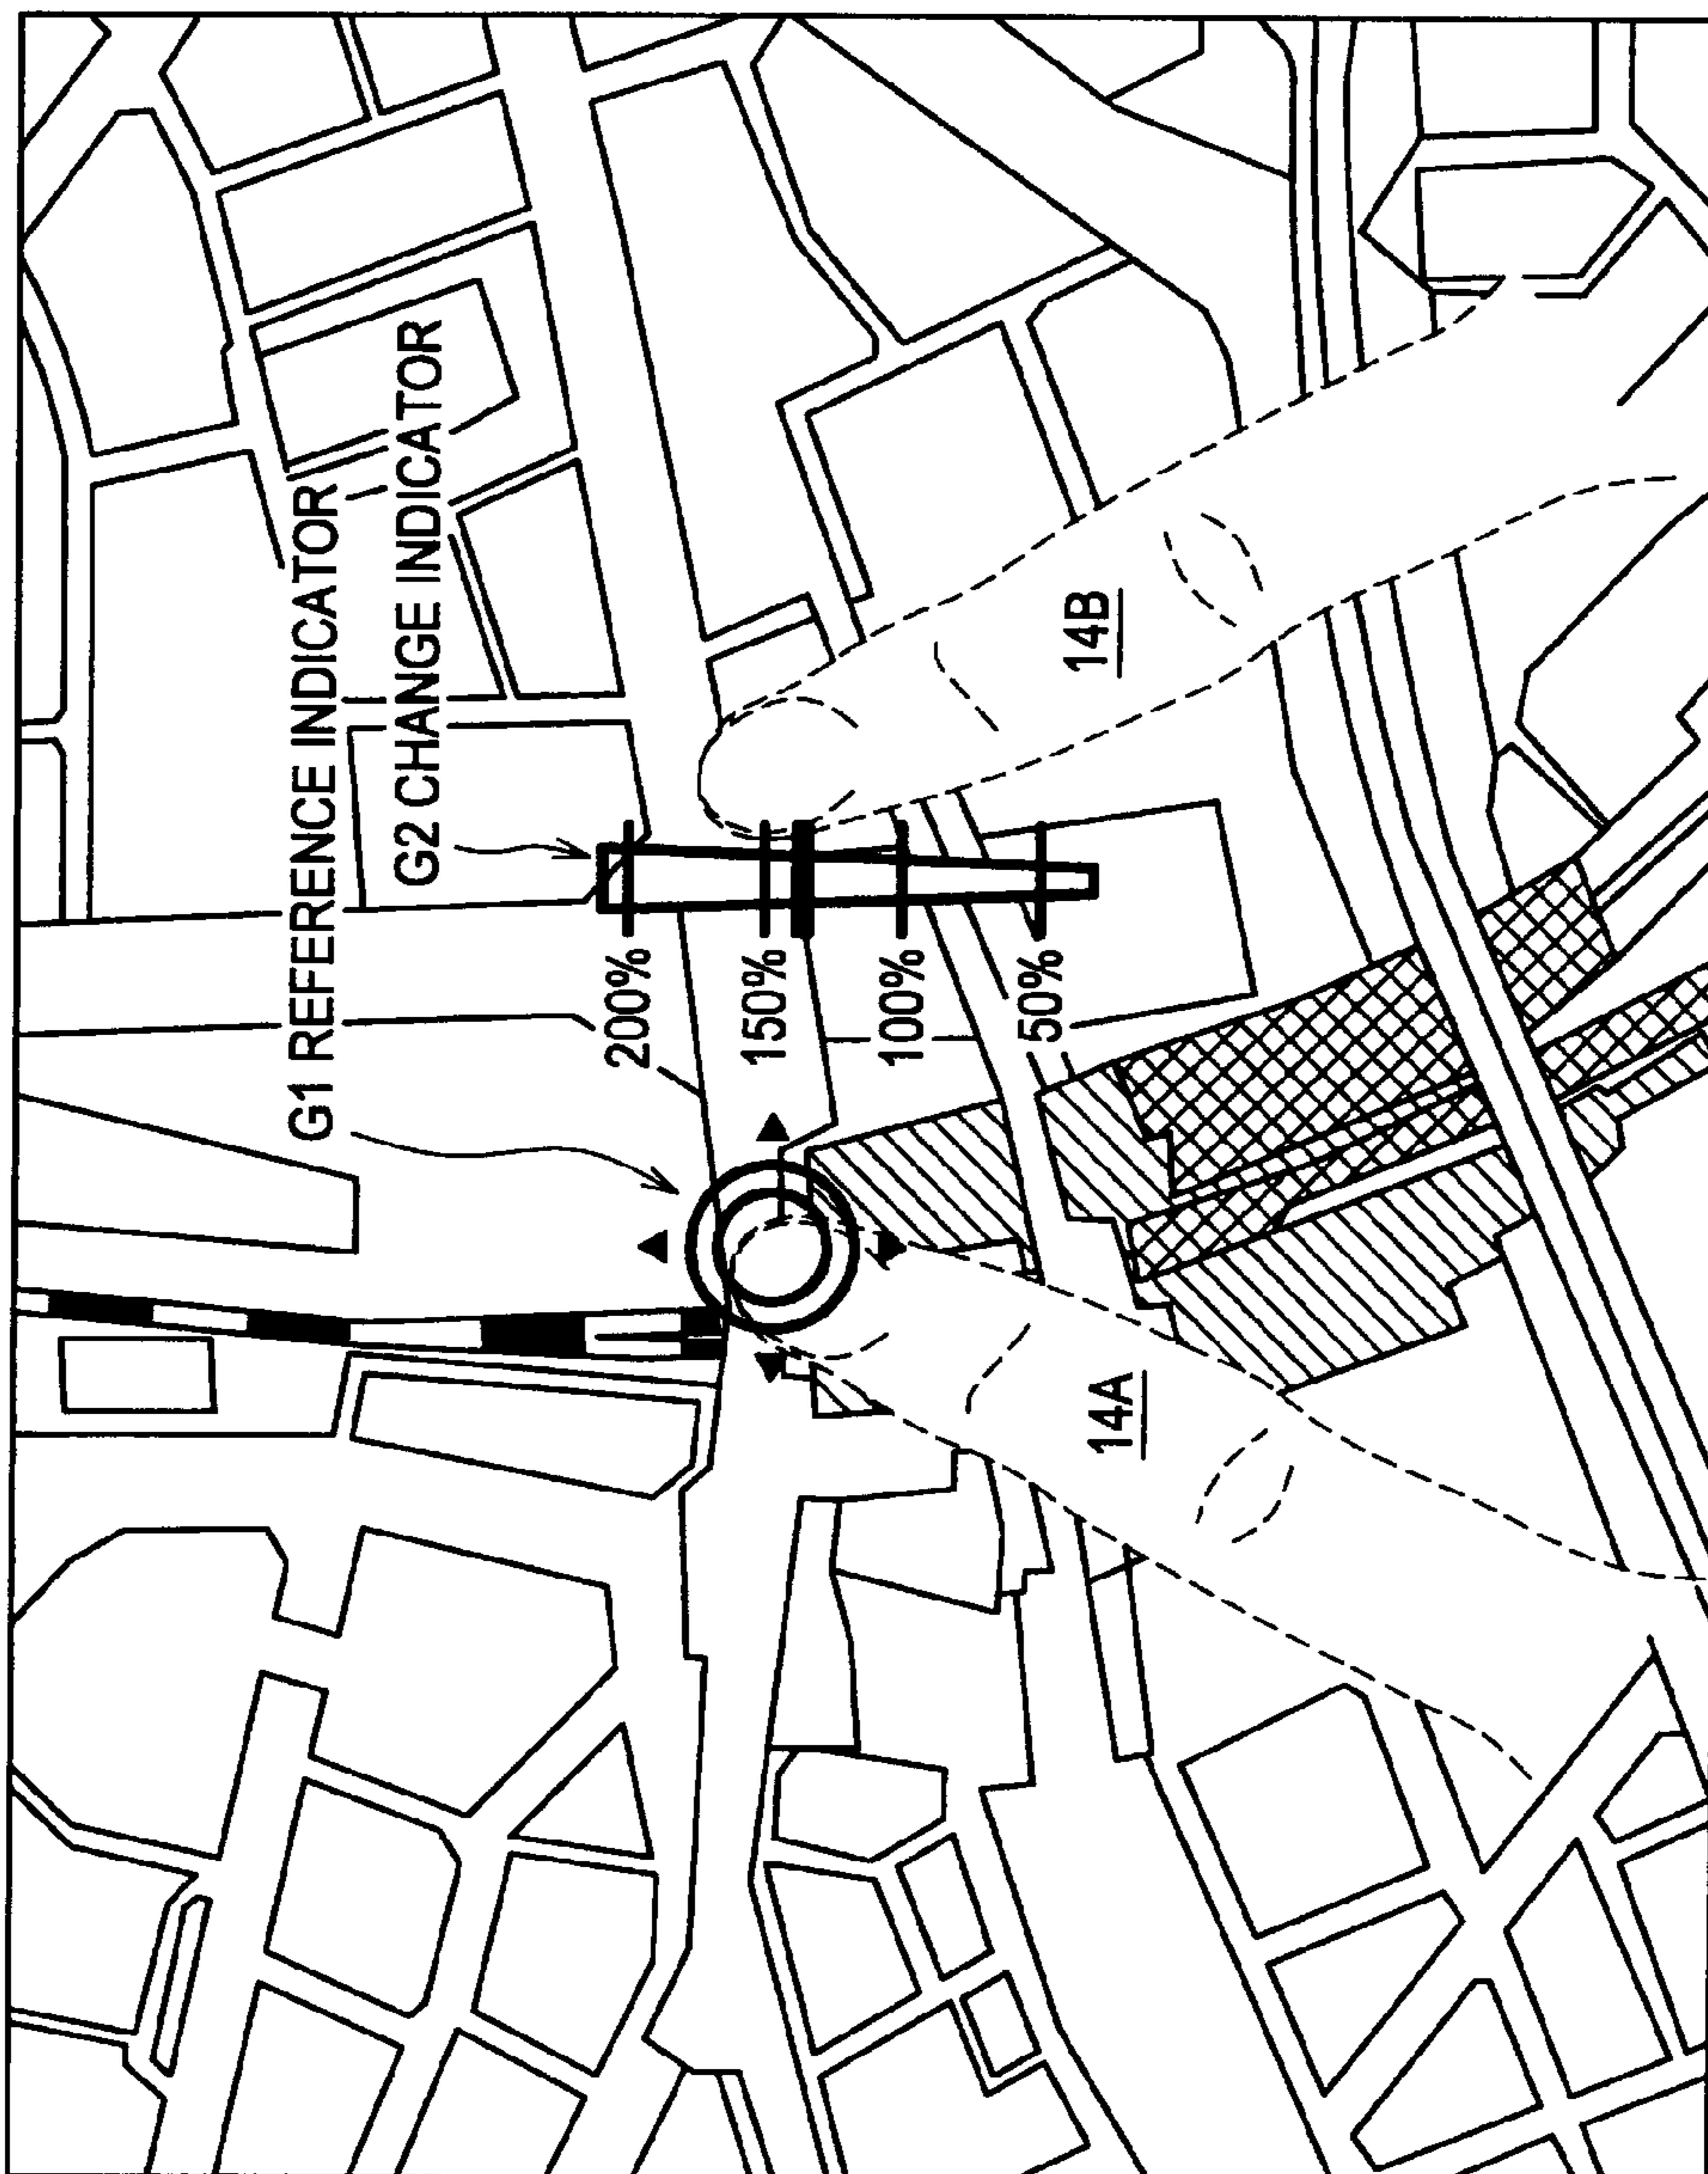 G1 REFERENCE INDICATOR
G2 CHANGE INDICATOR
200%
150%
100%
50%
14A
14B